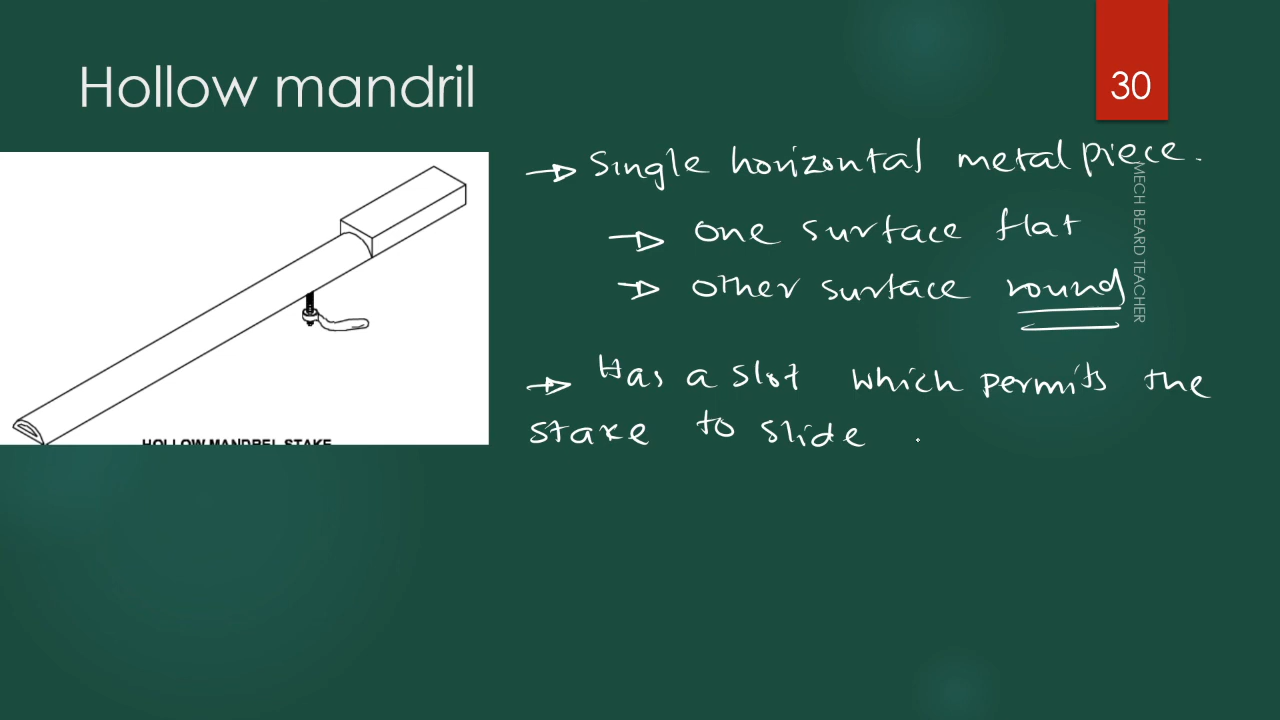 Hollow mandril
30
→ Single horizontal metal piece.
→ one surface flat
→ other surface round
→ Has a slot which permits the
stake to slide .
HOLLOW MANDREL STAKE
MECH BEARD TEACHER